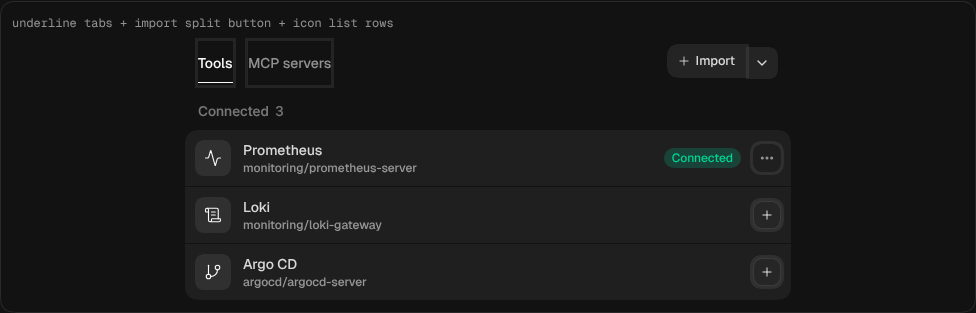 underline tabs + import split button + icon list rows
Tools MCP servers + Import
Connected 3
Prometheus
monitoring/prometheus-server
Connected
Loki
monitoring/loki-gateway
Argo CD
argocd/argocd-server